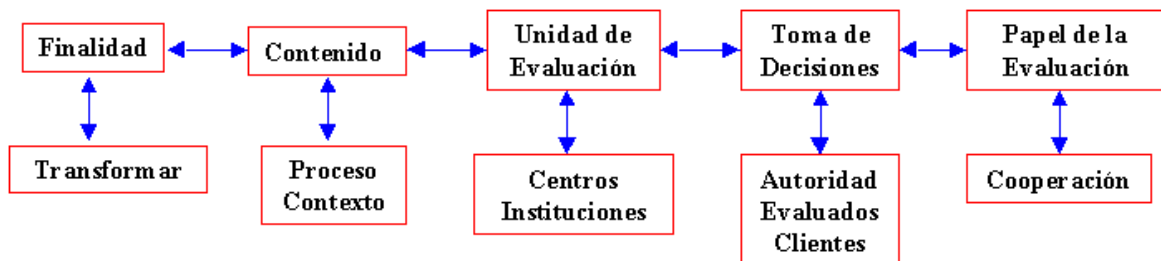 Finalidad
Contenido
Unidad de
Evaluación
Toma de
Decisiones
Papel de la
Evaluación
Transformar
Proceso
Contexto
Centros
Instituciones
Autoridad
Evaluados
Clientes
Cooperación